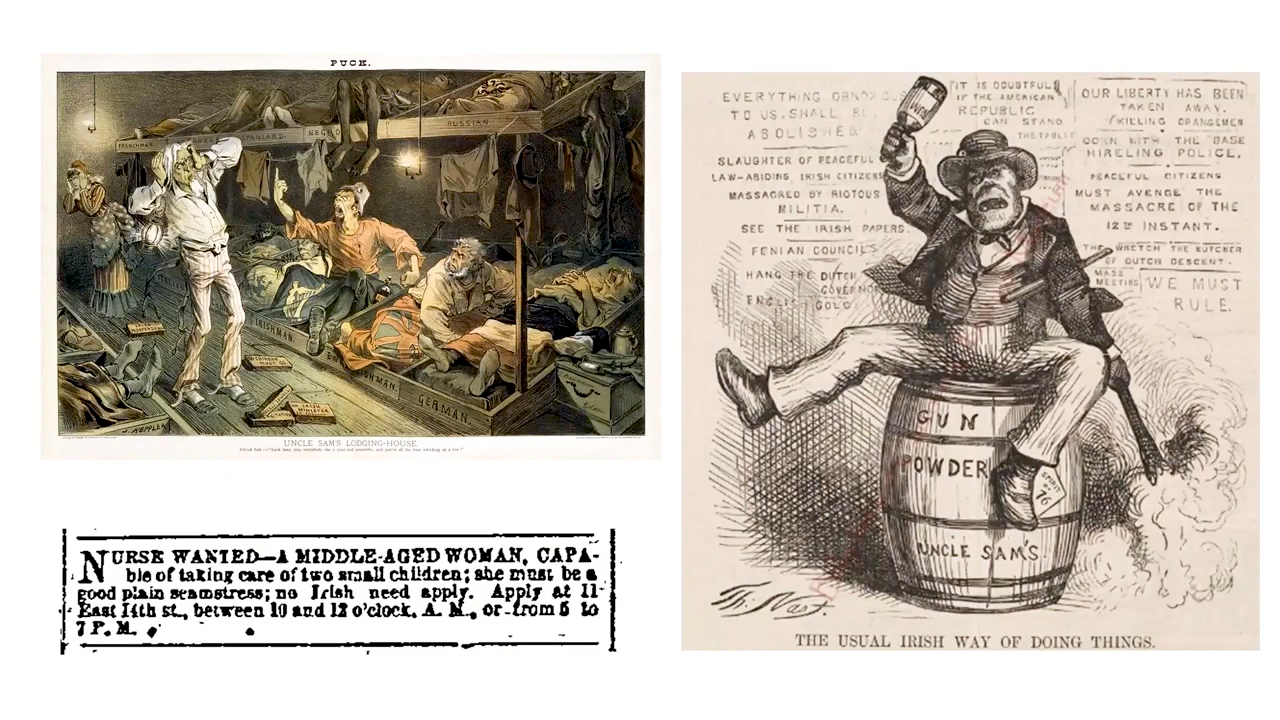 PUCK.
FRENCHMAN.
SPANIARD.
NEGRO
RUSSIAN
IRISHMAN.
GERMAN.
J. KEPPLER
UNCLE SAM'S LODGING-HOUSE.
NURSE WANTED—A MIDDLE-AGED WOMAN, CAPA-
ble of taking care of two small children; she must be a
good plain seamstress; no Irish need apply. Apply at 11
East 14th st., between 10 and 12 o'clock, A. M., or from 5 to
7 P. M.
EVERYTHING OBNOXIOUS
TO US, SHALL BE
ABOLISHED
SLAUGHTER OF PEACEFUL
LAW-ABIDING, IRISH CITIZENS
MASSACRED BY RIOTOUS
MILITIA.
SEE THE IRISH PAPERS.
FENIAN COUNCILS
HANG THE DUTCH
GOVERNOR
ENGLISH GOLD
IT IS DOUBTFUL
IF THE AMERICAN
REPUBLIC
CAN STAND
OUR LIBERTY HAS BEEN
TAKEN AWAY.
KILLING ORANGEMEN
DOWN WITH THE BASE
HIRELING POLICE.
PEACEFUL CITIZENS
MUST AVENGE THE
MASSACRE OF THE
12TH INSTANT.
THE WRETCH THE BUTCHER
OF DUTCH DESCENT.
MASS
MEETING
WE MUST
RULE.
RUM
GUN
POWDER
SPIRIT
76
UNCLE SAM'S.
Th. Nast.
THE USUAL IRISH WAY OF DOING THINGS.